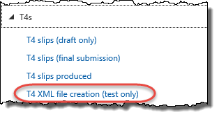 T4s
T4 slips (draft only)
T4 slips (final submission)
T4 slips produced
T4 XML file creation (test only)